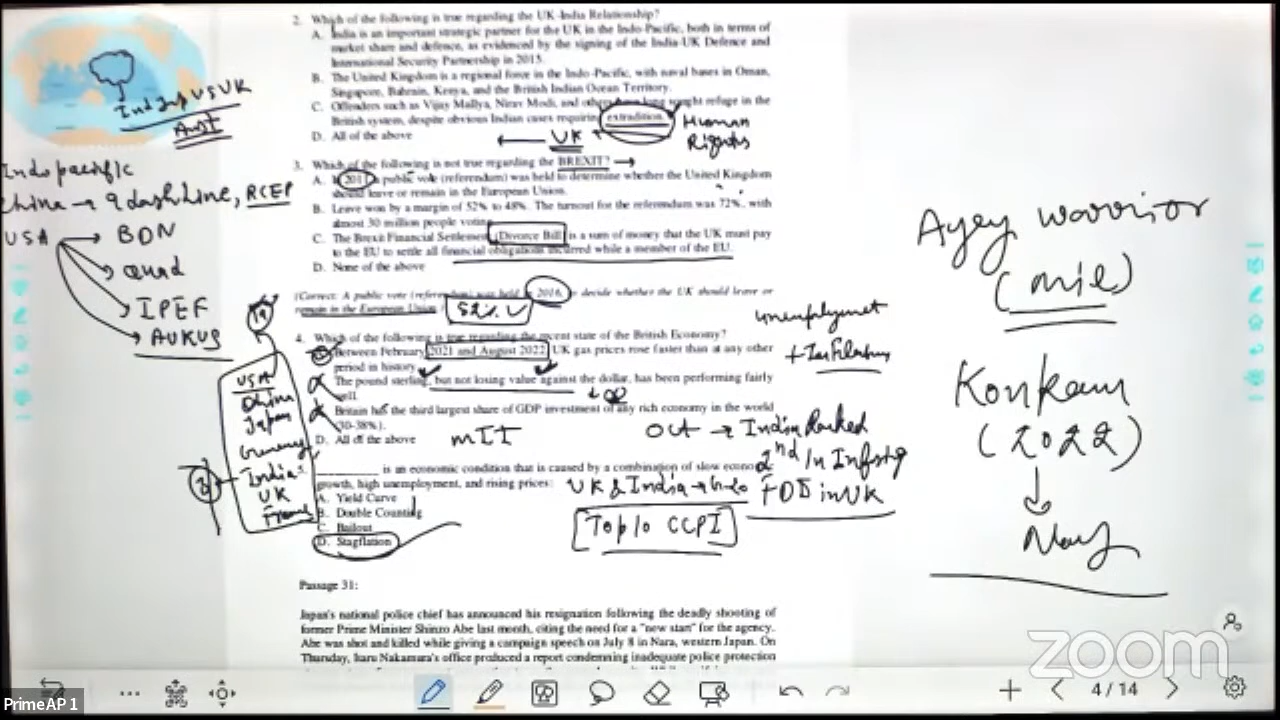 2. Which of the following is true regarding the UK-India Relationship?
A. India is an important strategic partner for the UK in the Indo-Pacific, both in terms of
market share and defence, as evidenced by the signing of the India-UK Defence and
International Security Partnership in 2015.
B. The United Kingdom is a regional force in the Indo-Pacific, with naval bases in Oman,
Singapore, Bahrain, Kenya, and the British Indian Ocean Territory.
C. Offenders such as Vijay Mallya, Nirav Modi, and others have long sought refuge in the
British system, despite obvious Indian cases requiring extradition.
D. All of the above
UK
Human
Rights
3. Which of the following is not true regarding the BREXIT?
A. 2011 a public vote (referendum) was held to determine whether the United Kingdom
should leave or remain in the European Union.
B. Leave won by a margin of 52% to 48%. The turnout for the referendum was 72%, with
almost 30 million people voting.
C. The Brexit Financial Settlement (Divorce Bill) is a sum of money that the UK must pay
to the EU to settle all financial obligations incurred while a member of the EU.
D. None of the above
(Correct: A public vote (referendum) was held 2016, to decide whether the UK should leave or
remain in the European Union
52%
4. Which of the following is true regarding the recent state of the British Economy?
Between February 2021 and August 2022, UK gas prices rose faster than at any other
period in history.
The pound sterling, but not losing value against the dollar, has been performing fairly
well.
Britain has the third largest share of GDP investment of any rich economy in the world
(30-38%).
D. All of the above
5. ____________ is an economic condition that is caused by a combination of slow economic
growth, high unemployment, and rising prices:
A. Yield Curve
B. Double Counting
C. Bailout
D. Stagflation
Passage 31:
Japan's national police chief has announced his resignation following the deadly shooting of
former Prime Minister Shinzo Abe last month, citing the need for a "new start" for the agency.
Abe was shot and killed while giving a campaign speech on July 8 in Nara, western Japan. On
Thursday, Itaru Nakamura's office produced a report condemning inadequate police protection
Aust
Indo pacific
China → 9 dash line, RCEP
USA
BDN
Quad
IPEF
AUKUS
USA
China
Japan
Germany
India
UK
France
unemployment
+ Inflation
MIT
Oct → India Ranked
2nd in
FDI in UK
UK & India
Top 10 CCPI
Ajey warrior
(mil)
Konkan
(2022)
Navy
zoom
4 / 14
PrimeAP 1